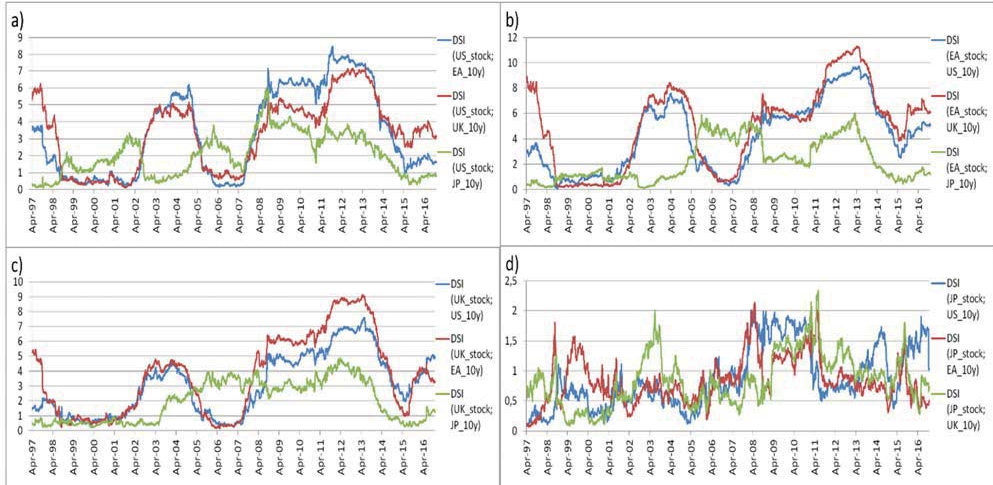 a)
9
8
7
6
5
4
3
2
1
0
Apr-97
Apr-98
Apr-99
Apr-00
Apr-01
Apr-02
Apr-03
Apr-04
Apr-05
Apr-06
Apr-07
Apr-08
Apr-09
Apr-10
Apr-11
Apr-12
Apr-13
Apr-14
Apr-15
Apr-16
DSI
(US_stock;
EA_10y)
DSI
(US_stock;
UK_10y)
DSI
(US_stock;
JP_10y)
b)
12
10
8
6
4
2
0
Apr-97
Apr-98
Apr-99
Apr-00
Apr-01
Apr-02
Apr-03
Apr-04
Apr-05
Apr-06
Apr-07
Apr-08
Apr-09
Apr-10
Apr-11
Apr-12
Apr-13
Apr-14
Apr-15
Apr-16
DSI
(EA_stock;
US_10y)
DSI
(EA_stock;
UK_10y)
DSI
(EA_stock;
JP_10y)
c)
10
9
8
7
6
5
4
3
2
1
0
Apr-97
Apr-98
Apr-99
Apr-00
Apr-01
Apr-02
Apr-03
Apr-04
Apr-05
Apr-06
Apr-07
Apr-08
Apr-09
Apr-10
Apr-11
Apr-12
Apr-13
Apr-14
Apr-15
Apr-16
DSI
(UK_stock;
US_10y)
DSI
(UK_stock;
EA_10y)
DSI
(UK_stock;
JP_10y)
d)
2,5
2
1,5
1
0,5
0
Apr-97
Apr-98
Apr-99
Apr-00
Apr-01
Apr-02
Apr-03
Apr-04
Apr-05
Apr-06
Apr-07
Apr-08
Apr-09
Apr-10
Apr-11
Apr-12
Apr-13
Apr-14
Apr-15
Apr-16
DSI
(JP_stock;
US_10y)
DSI
(JP_stock;
EA_10y)
DSI
(JP_stock;
UK_10y)